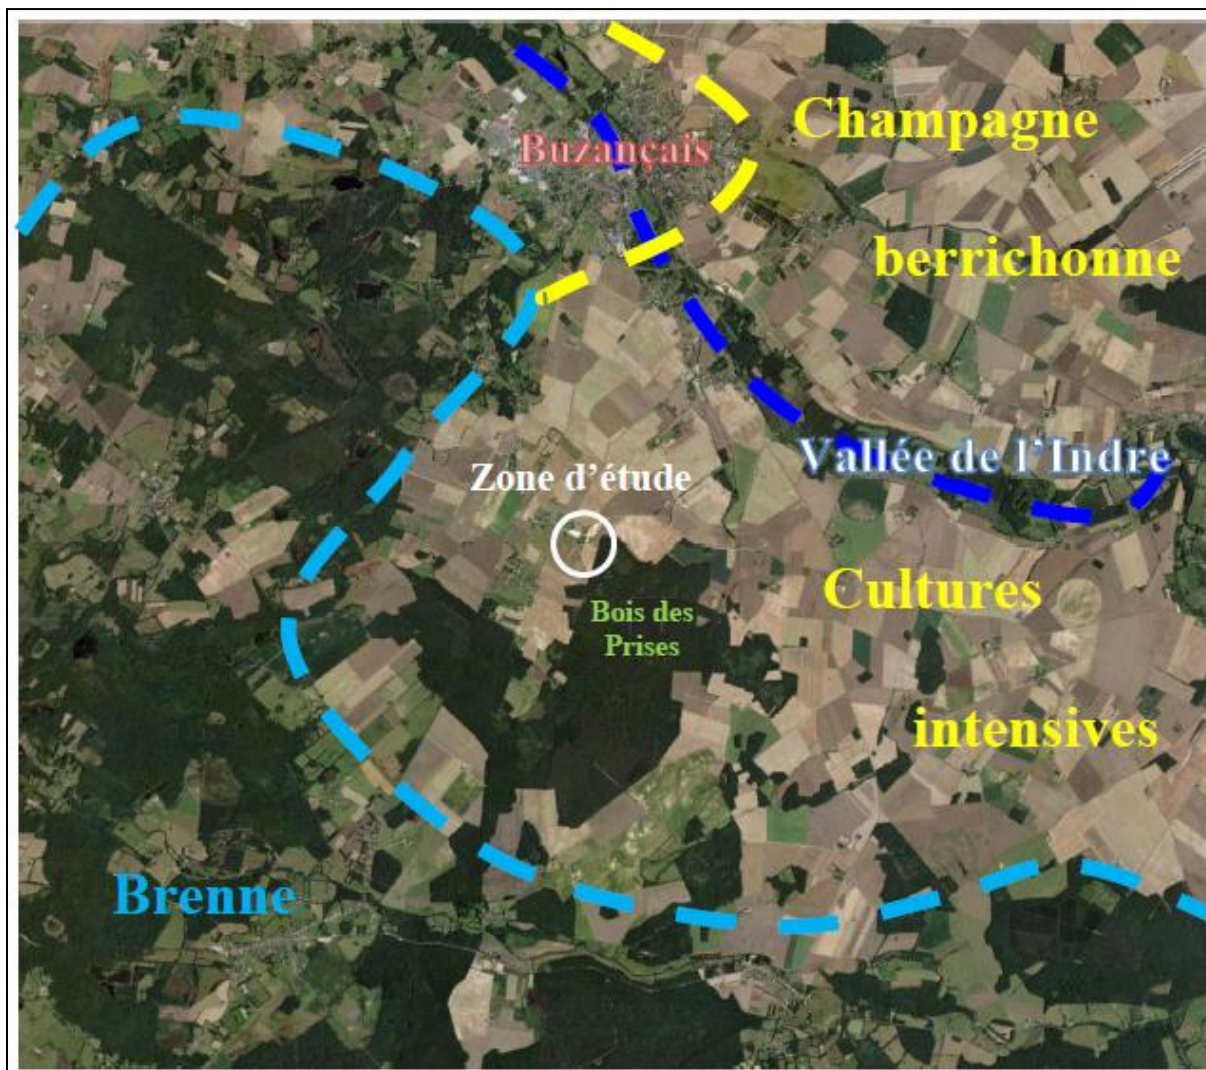 Champagne
Buzançais
berrichonne
Vallée de l'Indre
Zone d'étude
Cultures
Bois des
Prises
intensives
Brenne